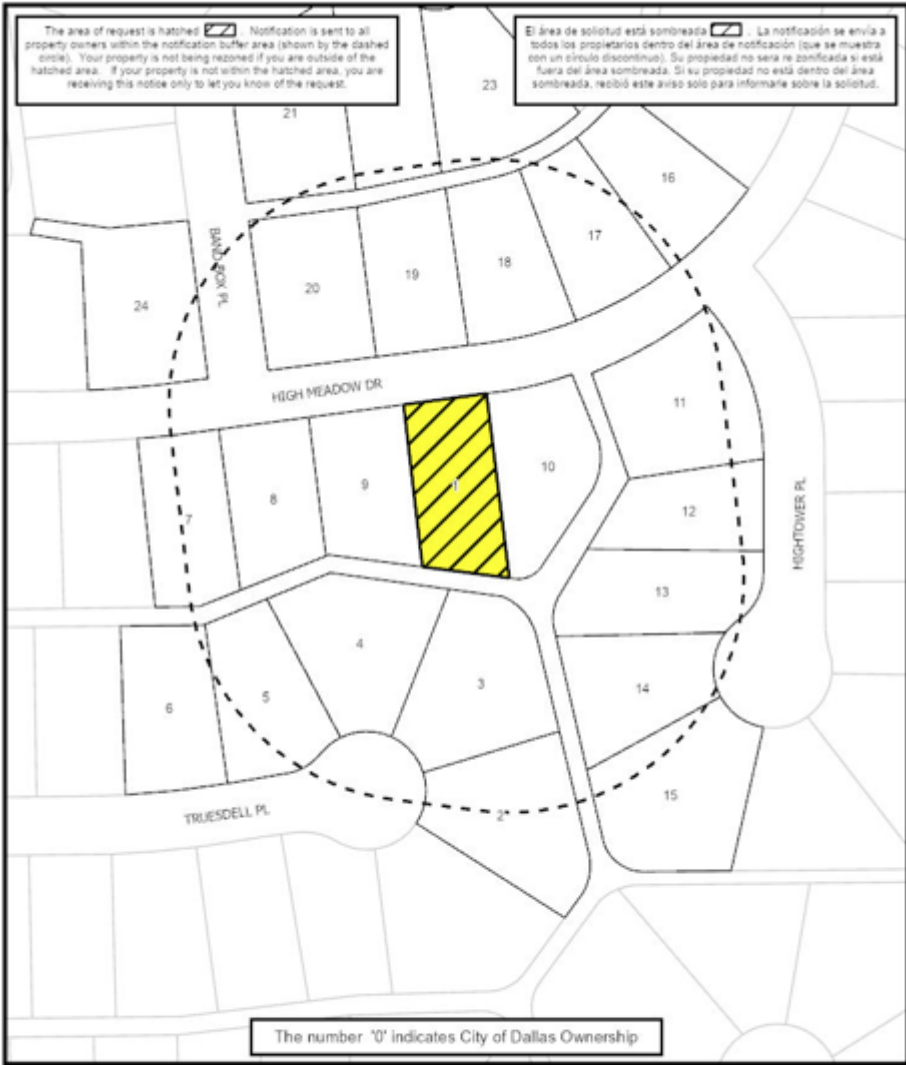 The area of request is hatched . Notification is sent to all
property owners within the notification buffer area (shown by the dashed
circle). Your property is not being rezoned if you are outside of the
hatched area. If your property is not within the hatched area, you are
receiving this notice only to let you know of the request.
El área de solicitud está sombreada . La notificación se envía a
todos los propietarios dentro del área de notificación (que se muestra
con un círculo discontinuo). Su propiedad no sera re zonificada si está
fuera del área sombreada. Si su propiedad no está dentro del área
sombreada, recibió este aviso solo para informarle sobre la solicitud.
23
21
16
17
18
19
20
24
BAND BOX PL
HIGH MEADOW DR
11
10
9
1
8
7
12
HIGHTOWER PL
13
4
3
14
5
6
15
2
TRUESDELL PL
The number '0' indicates City of Dallas Ownership